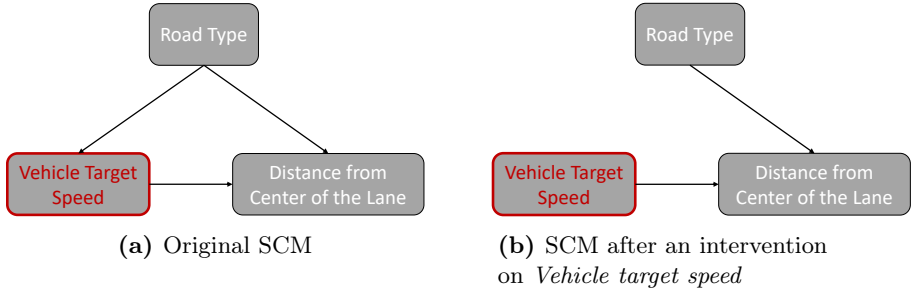 Road Type
Vehicle Target
Speed
Distance from
Center of the Lane
(a) Original SCM
Road Type
Vehicle Target
Speed
Distance from
Center of the Lane
(b) SCM after an intervention
on Vehicle target speed